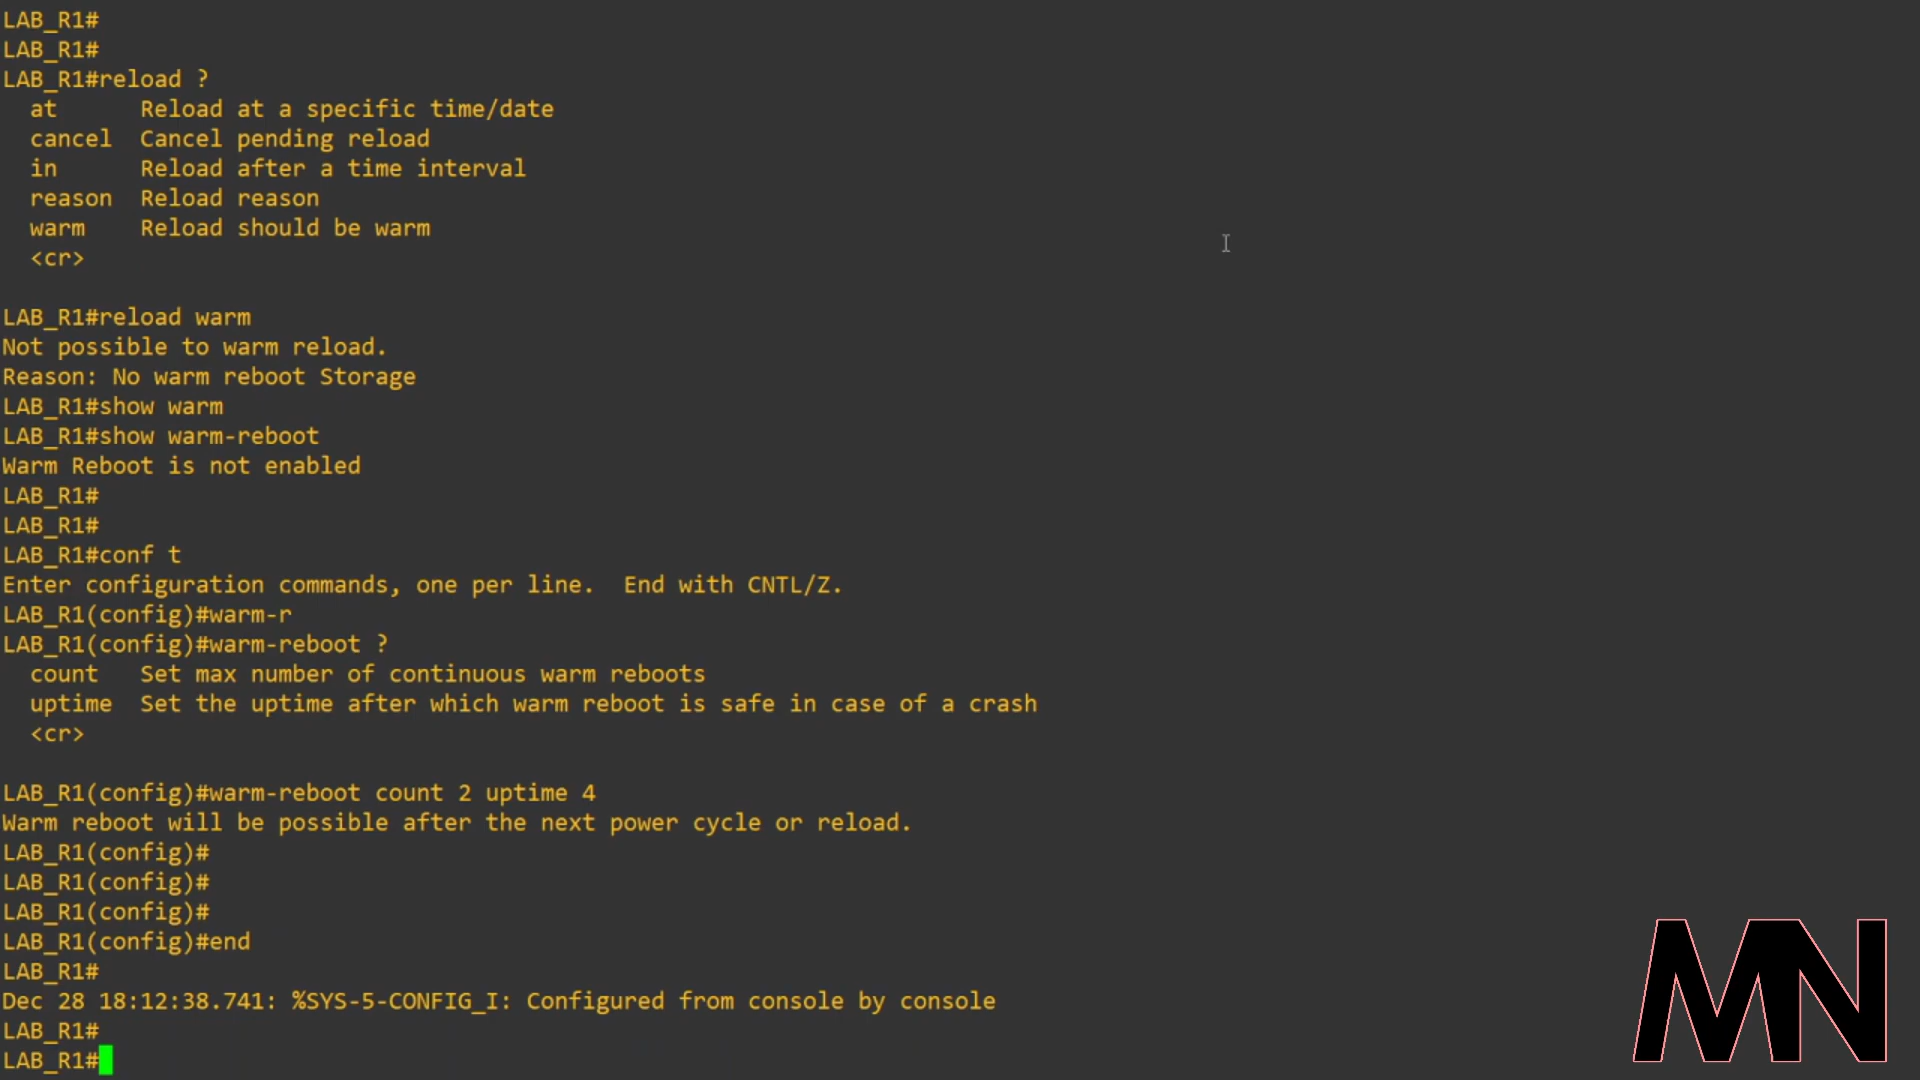 LAB_R1#
LAB_R1#
LAB_R1#reload ?
  at      Reload at a specific time/date
  cancel  Cancel pending reload
  in      Reload after a time interval
  reason  Reload reason
  warm    Reload should be warm
  <cr>
LAB_R1#reload warm
Not possible to warm reload.
Reason: No warm reboot Storage
LAB_R1#show warm
LAB_R1#show warm-reboot
Warm Reboot is not enabled
LAB_R1#
LAB_R1#
LAB_R1#conf t
Enter configuration commands, one per line.  End with CNTL/Z.
LAB_R1(config)#warm-r
LAB_R1(config)#warm-reboot ?
  count   Set max number of continuous warm reboots
  uptime  Set the uptime after which warm reboot is safe in case of a crash
  <cr>
LAB_R1(config)#warm-reboot count 2 uptime 4
Warm reboot will be possible after the next power cycle or reload.
LAB_R1(config)#
LAB_R1(config)#
LAB_R1(config)#
LAB_R1(config)#end
LAB_R1#
Dec 28 18:12:38.741: %SYS-5-CONFIG_I: Configured from console by console
LAB_R1#
LAB_R1#
MN